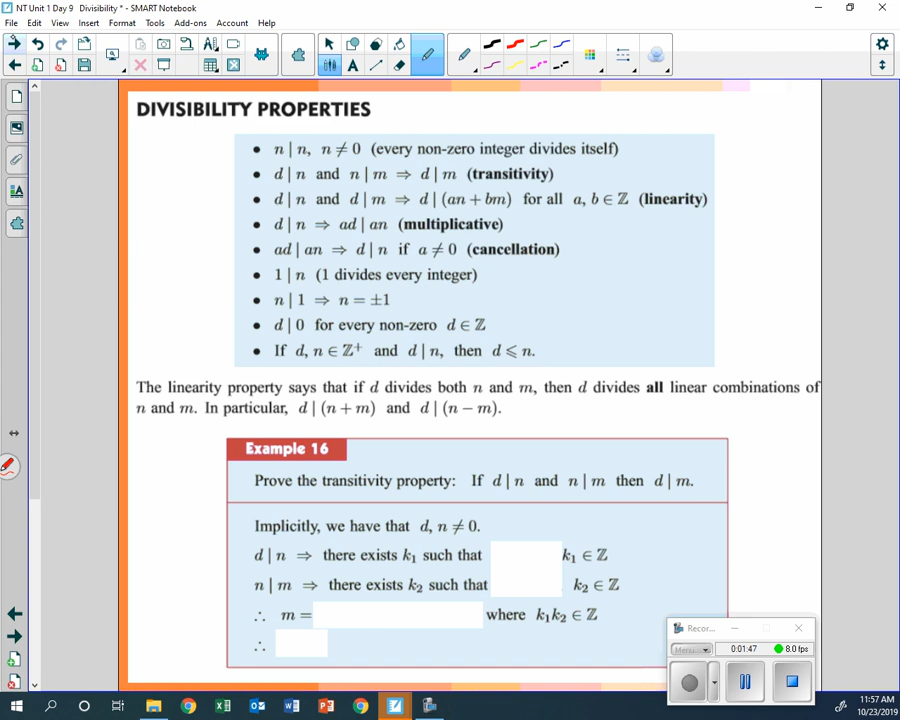 NT Unit 1 Day 9 Divisibility * - SMART Notebook
File Edit View Insert Format Tools Add-ons Account Help
DIVISIBILITY PROPERTIES
• n | n, n ≠ 0 (every non-zero integer divides itself)
• d | n and n | m ⇒ d | m (transitivity)
• d | n and d | m ⇒ d | (an + bm) for all a, b ∈ ℤ (linearity)
• d | n ⇒ ad | an (multiplicative)
• ad | an ⇒ d | n if a ≠ 0 (cancellation)
• 1 | n (1 divides every integer)
• n | 1 ⇒ n = ±1
• d | 0 for every non-zero d ∈ ℤ
• If d, n ∈ ℤ⁺ and d | n, then d ⩽ n.
The linearity property says that if d divides both n and m, then d divides all linear combinations of
n and m. In particular, d | (n + m) and d | (n − m).
Example 16
Prove the transitivity property: If d | n and n | m then d | m.
Implicitly, we have that d, n ≠ 0.
d | n ⇒ there exists k₁ such that k₁ ∈ ℤ
n | m ⇒ there exists k₂ such that k₂ ∈ ℤ
∴ m = where k₁k₂ ∈ ℤ
∴
Recor...
Menu 0:01:47 8.0 fps
11:57 AM
10/23/2019